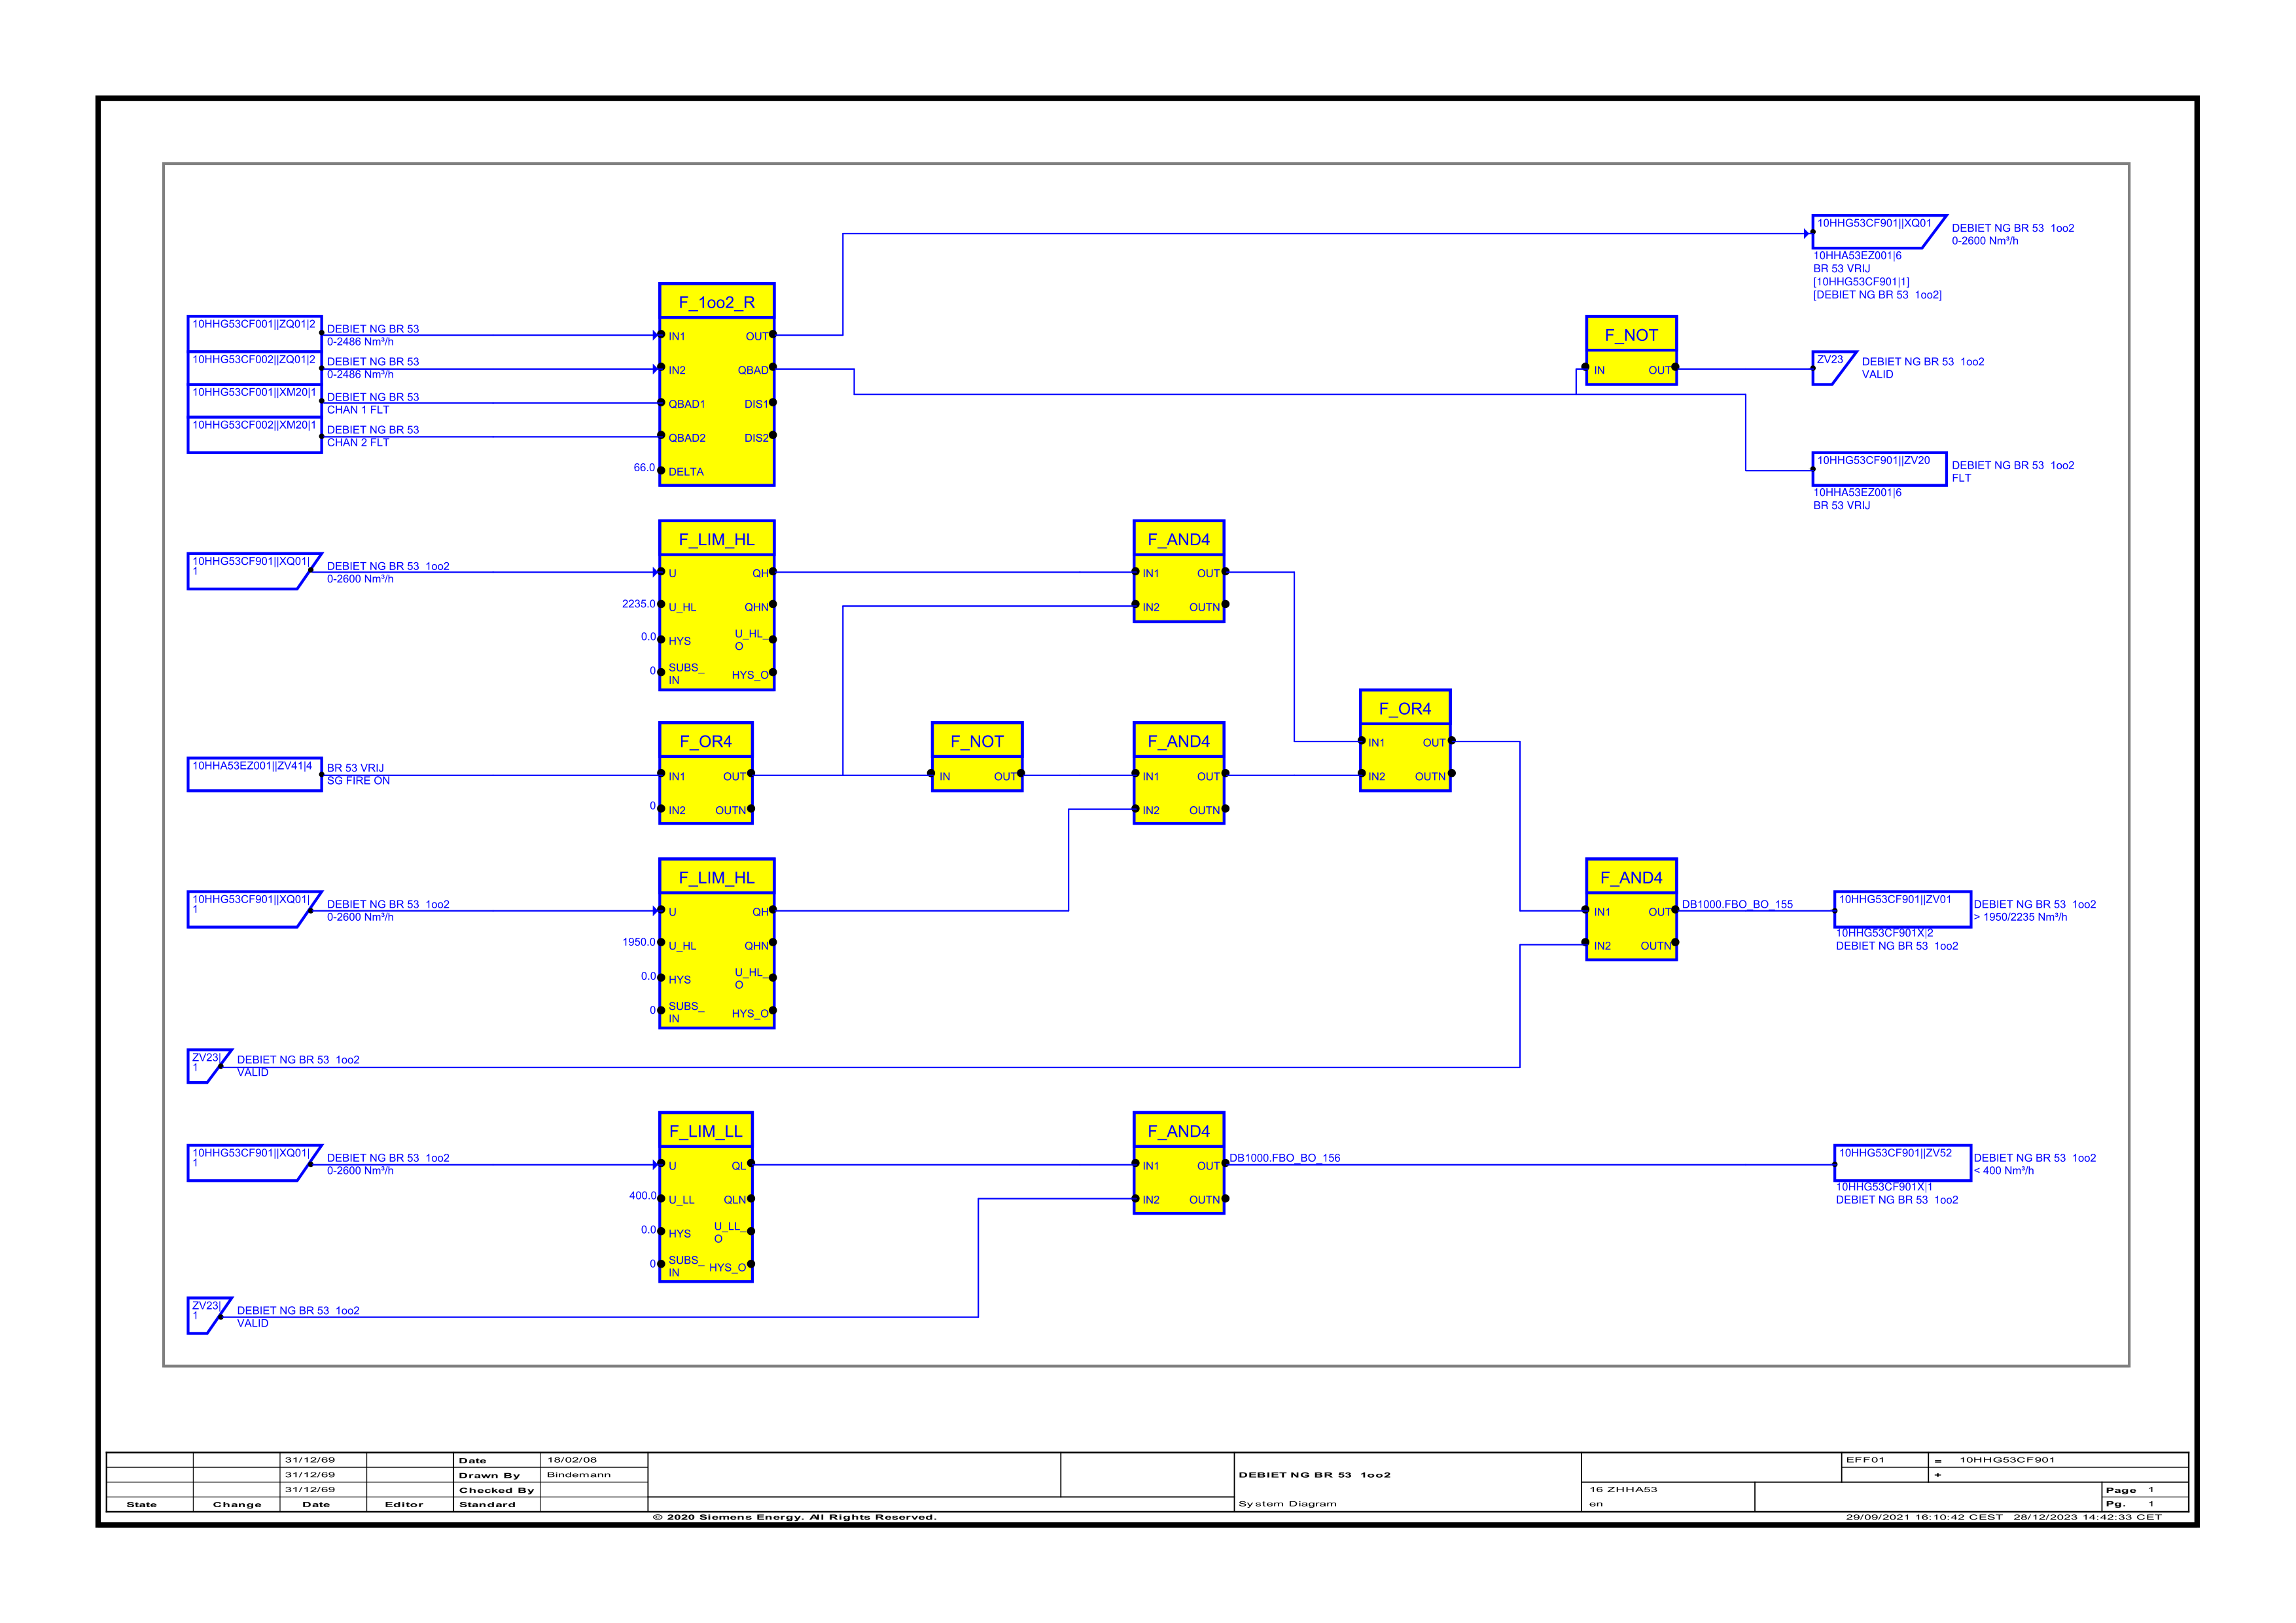 10HHG53CF901||XQ01
DEBIET NG BR 53  1oo2
0-2600 Nm³/h
10HHA53EZ001|6
BR 53 VRIJ
[10HHG53CF901|1]
[DEBIET NG BR 53  1oo2]
F_1oo2_R
10HHG53CF001||ZQ01|2
DEBIET NG BR 53
0-2486 Nm³/h
IN1
OUT
10HHG53CF002||ZQ01|2
DEBIET NG BR 53
0-2486 Nm³/h
IN2
QBAD
10HHG53CF001||XM20|1
DEBIET NG BR 53
CHAN 1 FLT
QBAD1
DIS1
10HHG53CF002||XM20|1
DEBIET NG BR 53
CHAN 2 FLT
QBAD2
DIS2
66.0
DELTA
F_NOT
IN
OUT
ZV23
DEBIET NG BR 53  1oo2
VALID
10HHG53CF901||ZV20
DEBIET NG BR 53  1oo2
FLT
10HHA53EZ001|6
BR 53 VRIJ
F_LIM_HL
10HHG53CF901||XQ01|
1
DEBIET NG BR 53  1oo2
0-2600 Nm³/h
U
QH
2235.0
U_HL
QHN
0.0
HYS
U_HL_
O
0
SUBS_
IN
HYS_O
F_AND4
IN1
OUT
IN2
OUTN
F_OR4
10HHA53EZ001||ZV41|4
BR 53 VRIJ
SG FIRE ON
IN1
OUT
0
IN2
OUTN
F_NOT
IN
OUT
F_AND4
IN1
OUT
IN2
OUTN
F_OR4
IN1
OUT
IN2
OUTN
F_LIM_HL
10HHG53CF901||XQ01|
1
DEBIET NG BR 53  1oo2
0-2600 Nm³/h
U
QH
1950.0
U_HL
QHN
0.0
HYS
U_HL_
O
0
SUBS_
IN
HYS_O
F_AND4
IN1
OUT
IN2
OUTN
DB1000.FBO_BO_155
10HHG53CF901||ZV01
DEBIET NG BR 53  1oo2
> 1950/2235 Nm³/h
10HHG53CF901X|2
DEBIET NG BR 53  1oo2
ZV23|
1
DEBIET NG BR 53  1oo2
VALID
F_LIM_LL
10HHG53CF901||XQ01|
1
DEBIET NG BR 53  1oo2
0-2600 Nm³/h
U
QL
400.0
U_LL
QLN
0.0
HYS
U_LL_
O
0
SUBS_
IN
HYS_O
F_AND4
IN1
OUT
IN2
OUTN
DB1000.FBO_BO_156
10HHG53CF901||ZV52
DEBIET NG BR 53  1oo2
< 400 Nm³/h
10HHG53CF901X|1
DEBIET NG BR 53  1oo2
ZV23|
1
DEBIET NG BR 53  1oo2
VALID
31/12/69 Date 18/02/08 EFF01 = 10HHG53CF901
31/12/69 Drawn By Bindemann DEBIET NG BR 53  1oo2 +
31/12/69 Checked By 16 ZHHA53 Page 1
State Change Date Editor Standard System Diagram en Pg. 1
© 2020 Siemens Energy. All Rights Reserved. 29/09/2021 16:10:42 CEST 28/12/2023 14:42:33 CET